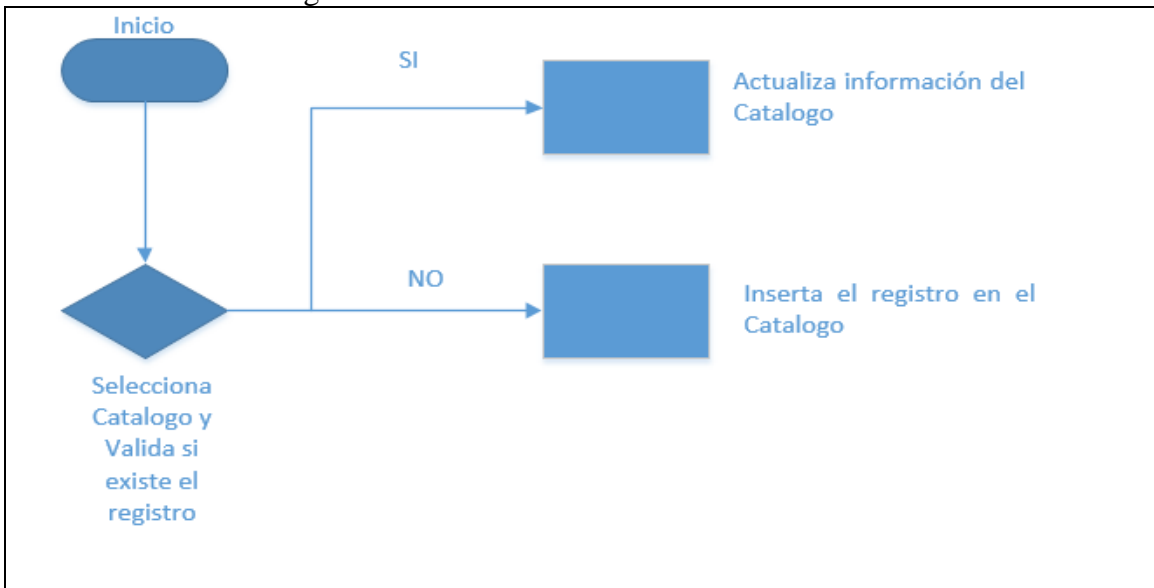 Inicio
SI
Actualiza información del
Catalogo
NO
Inserta el registro en el
Catalogo
Selecciona
Catalogo y
Valida si
existe el
registro